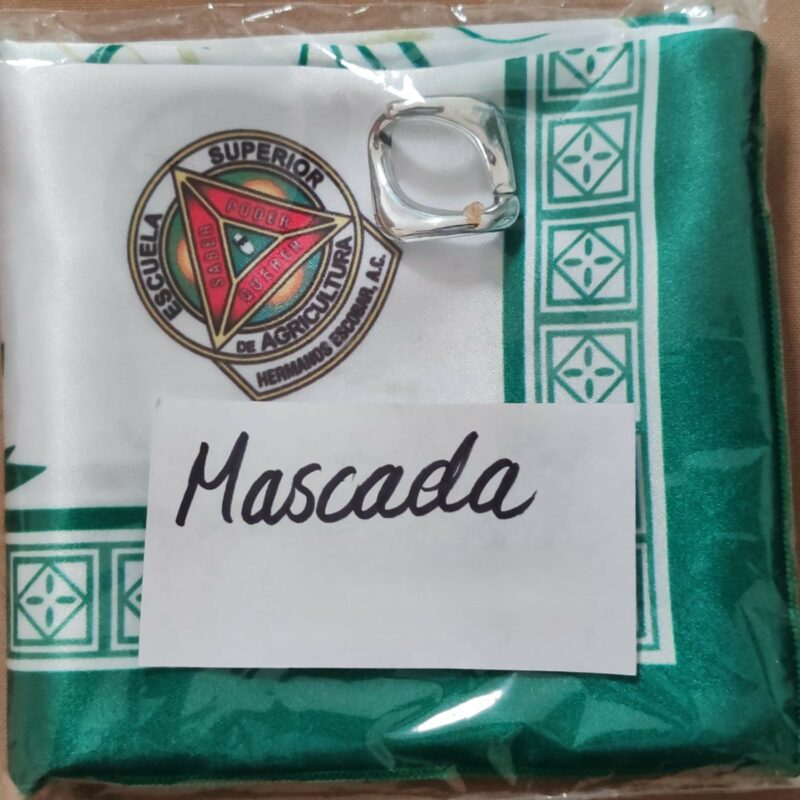 ESCUELA SUPERIOR
DE AGRICULTURA
HERMANOS ESCOBAR, A.C.
SABER
PODER
QUERER
Mascada